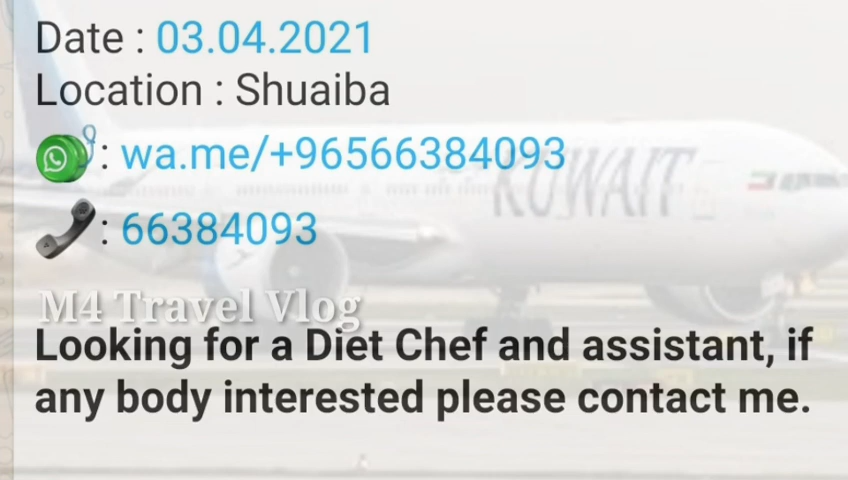 Date : 03.04.2021
Location : Shuaiba
: wa.me/+96566384093
KUWAIT
: 66384093
M4 Travel Vlog
Looking for a Diet Chef and assistant, if
any body interested please contact me.